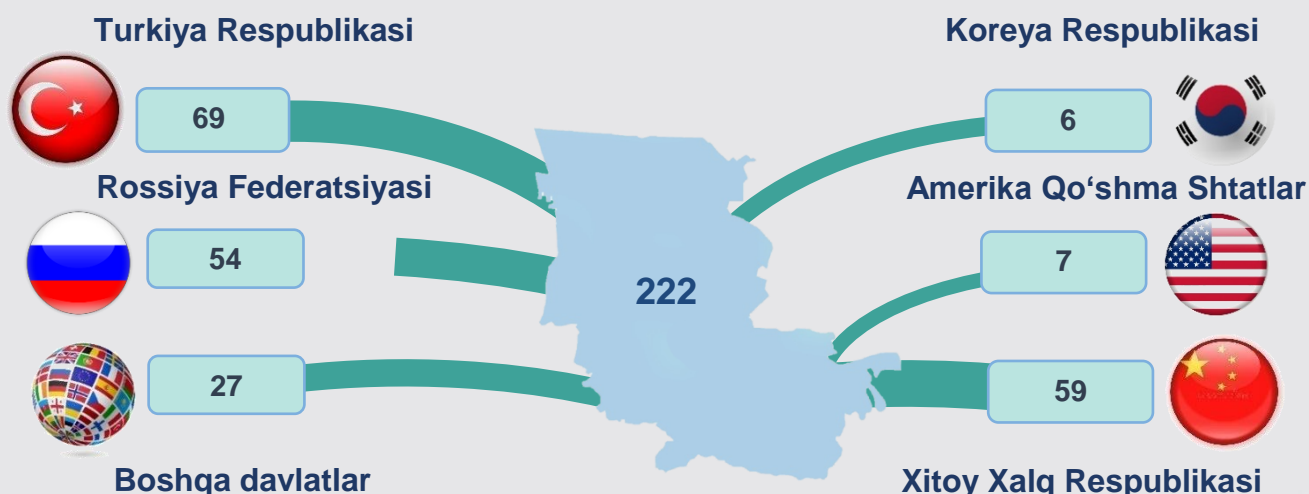 Turkiya Respublikasi
69
Rossiya Federatsiyasi
54
27
Boshqa davlatlar
222
Koreya Respublikasi
6
Amerika Qo‘shma Shtatlar
7
59
Xitoy Xalq Respublikasi